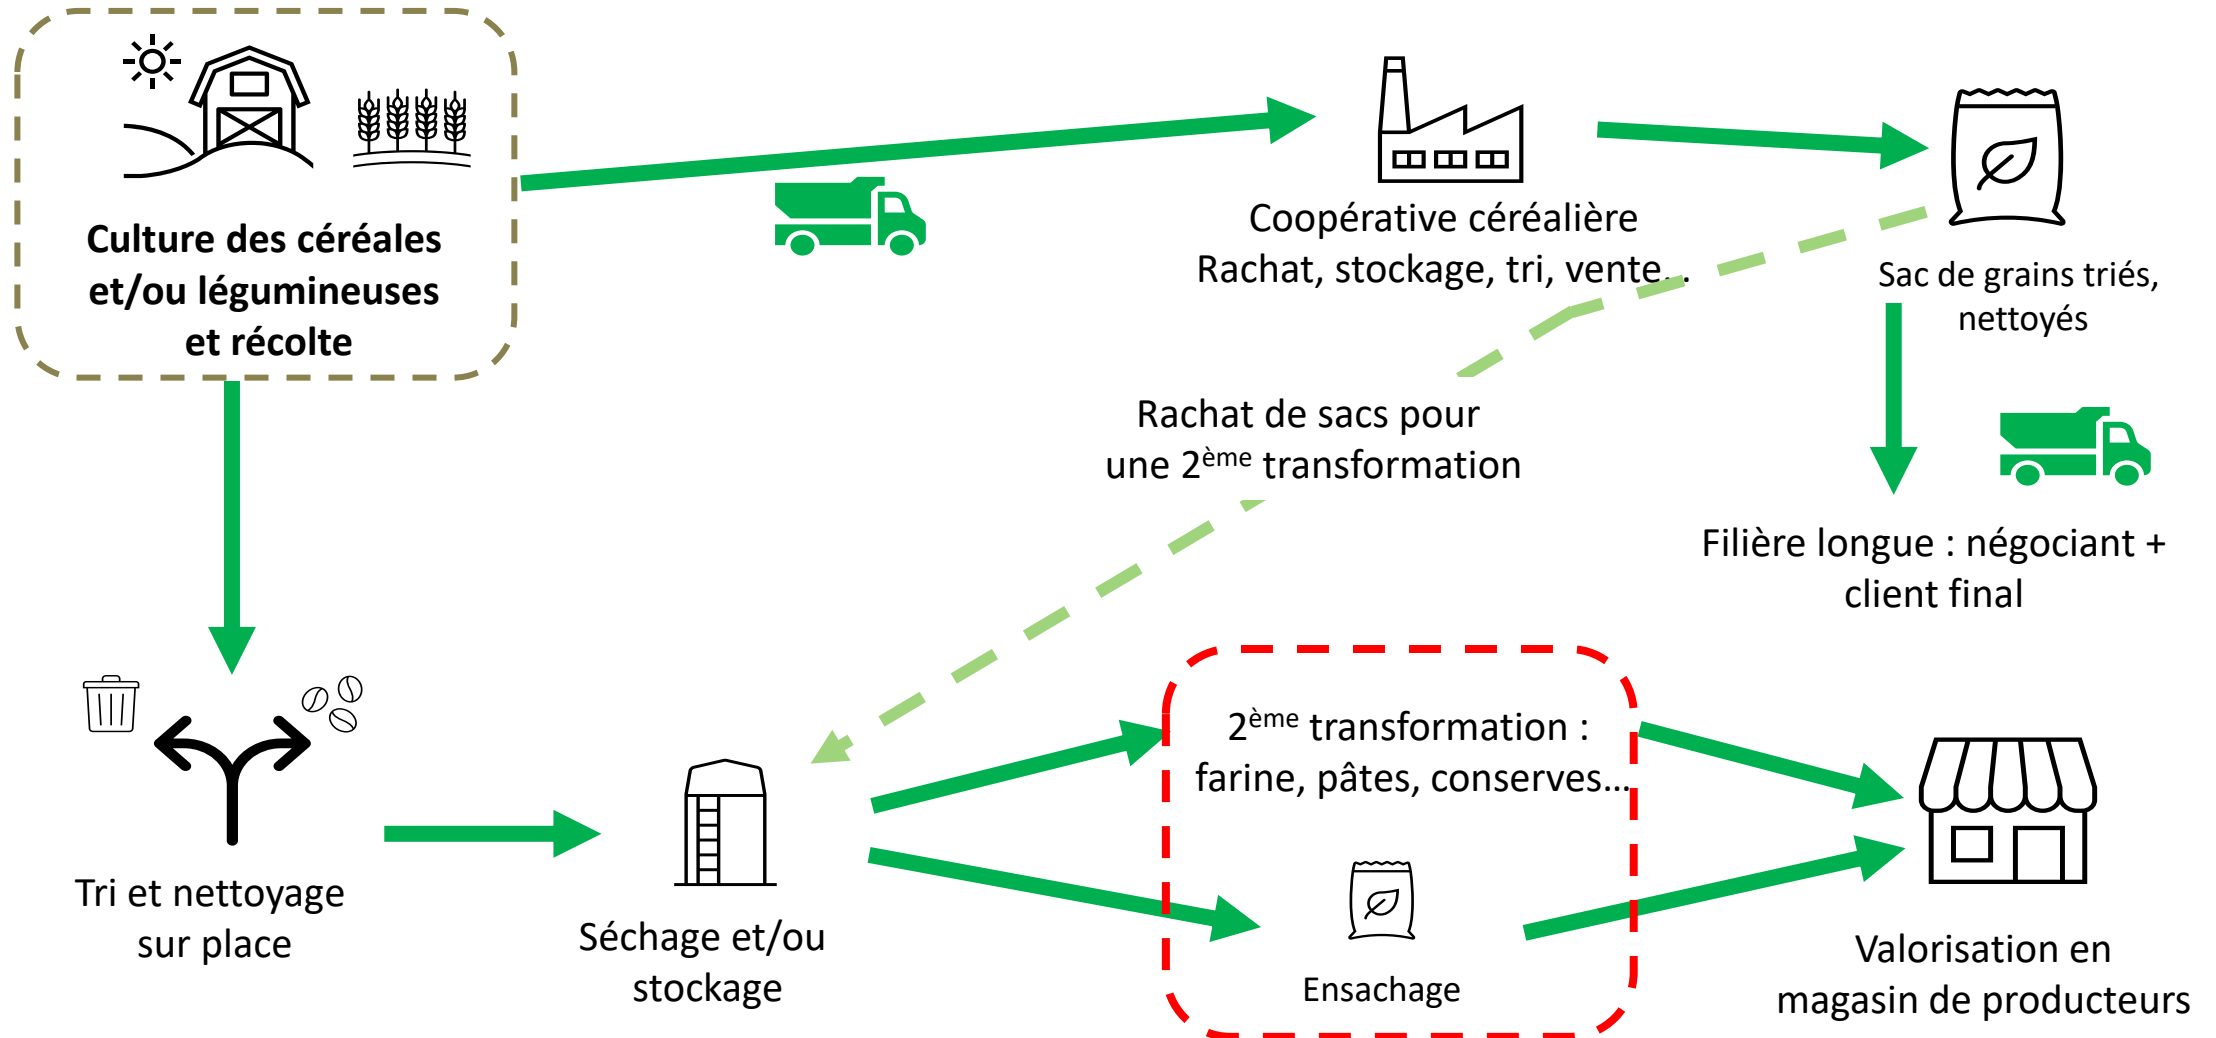 Culture des céréales
et/ou légumineuses
et récolte
Coopérative céréalière
Rachat, stockage, tri, vente…
Sac de grains triés,
nettoyés
Rachat de sacs pour
une 2ème transformation
Filière longue : négociant +
client final
Tri et nettoyage
sur place
Séchage et/ou
stockage
2ème transformation :
farine, pâtes, conserves…
Ensachage
Valorisation en
magasin de producteurs